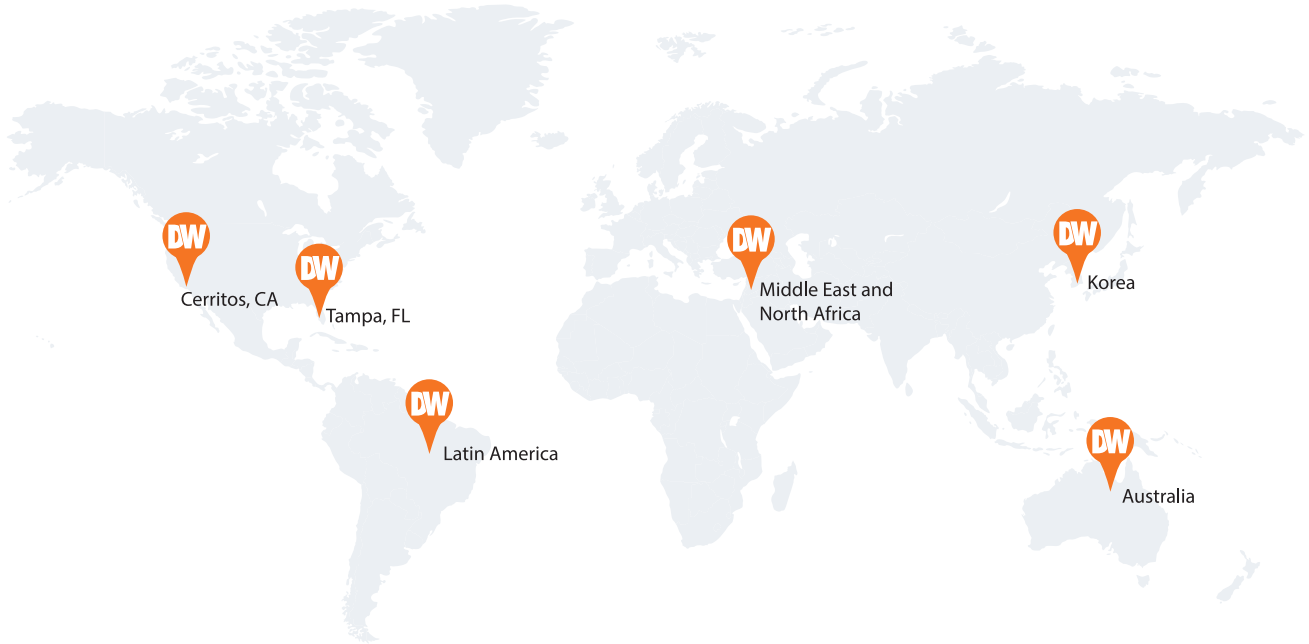 DW
Cerritos, CA
DW
Tampa, FL
DW
Middle East and
North Africa
DW
Korea
DW
Latin America
DW
Australia